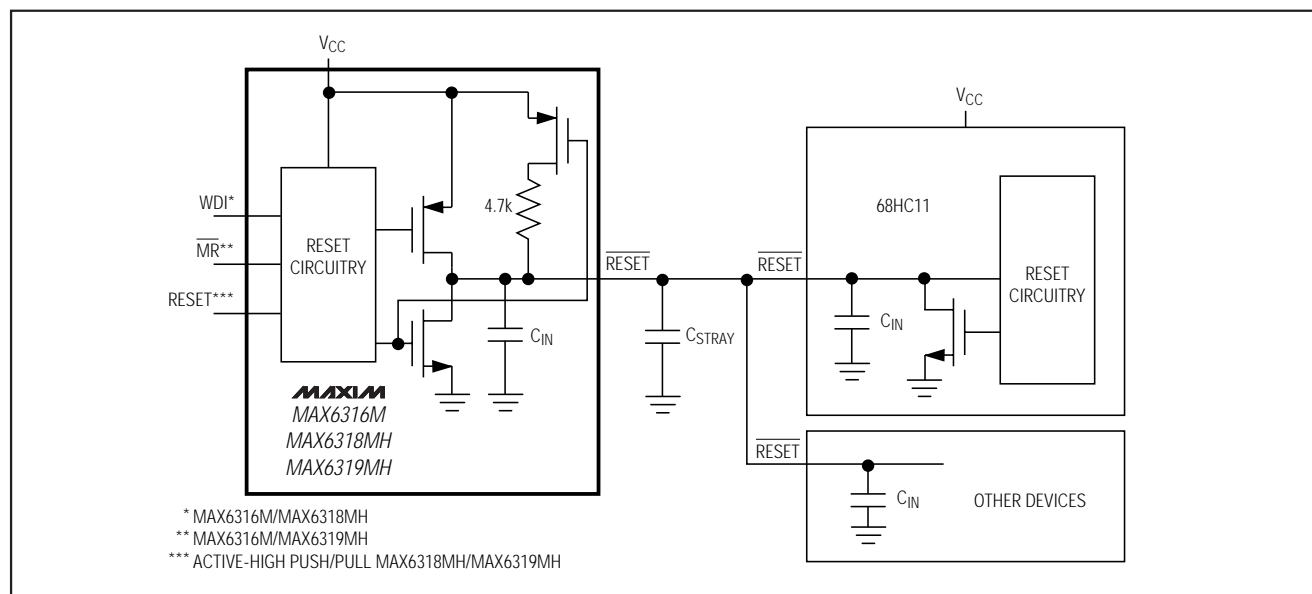 VCC
VCC
4.7k
68HC11
WDI*
MR**
RESET***
RESET
CIRCUITRY
RESET
RESET
RESET
CIRCUITRY
CIN
CSTRAY
CIN
MAXIM
MAX6316M
MAX6318MH
MAX6319MH
RESET
CIN
OTHER DEVICES
* MAX6316M/MAX6318MH
** MAX6316M/MAX6319MH
*** ACTIVE-HIGH PUSH/PULL MAX6318MH/MAX6319MH